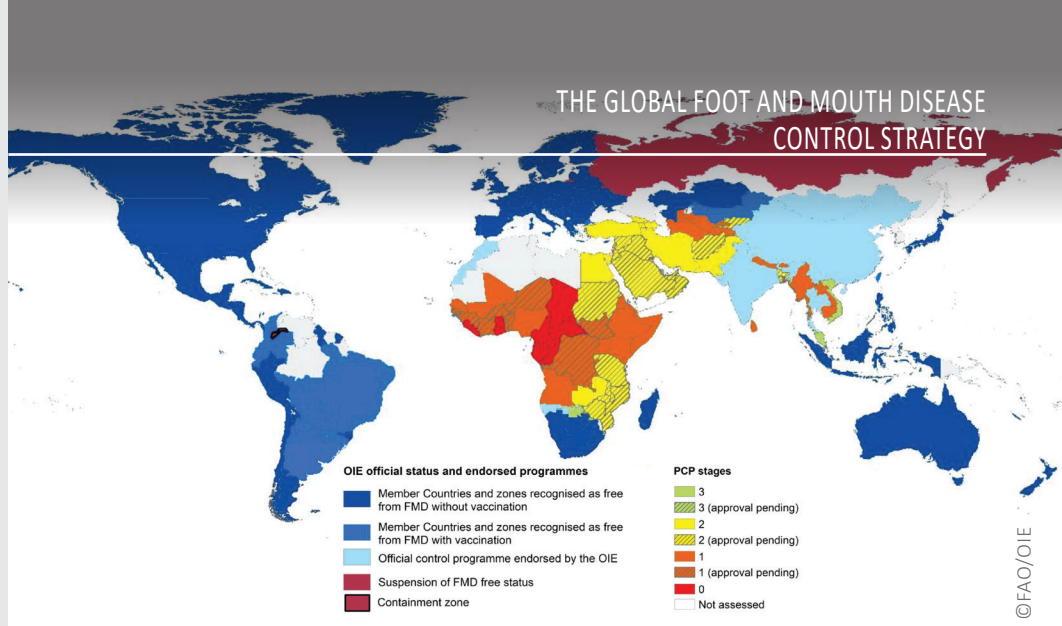 THE GLOBAL FOOT AND MOUTH DISEASE
CONTROL STRATEGY
OIE official status and endorsed programmes
Member Countries and zones recognised as free
from FMD without vaccination
Member Countries and zones recognised as free
from FMD with vaccination
Official control programme endorsed by the OIE
Suspension of FMD free status
Containment zone
PCP stages
3
3 (approval pending)
2
2 (approval pending)
1
1 (approval pending)
0
Not assessed
©FAO/OIE